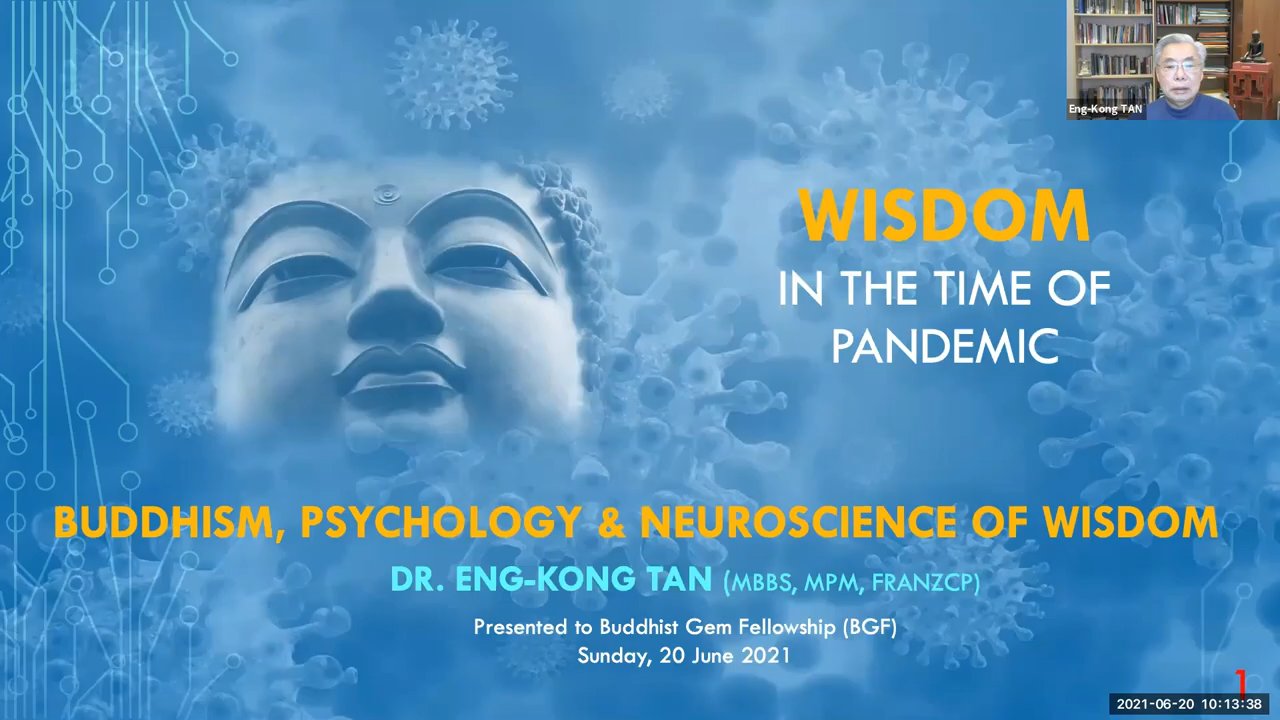 Eng-Kong TAN
WISDOM
IN THE TIME OF
PANDEMIC
BUDDHISM, PSYCHOLOGY & NEUROSCIENCE OF WISDOM
DR. ENG-KONG TAN (MBBS, MPM, FRANZCP)
Presented to Buddhist Gem Fellowship (BGF)
Sunday, 20 June 2021
1
2021-06-20 10:13:38